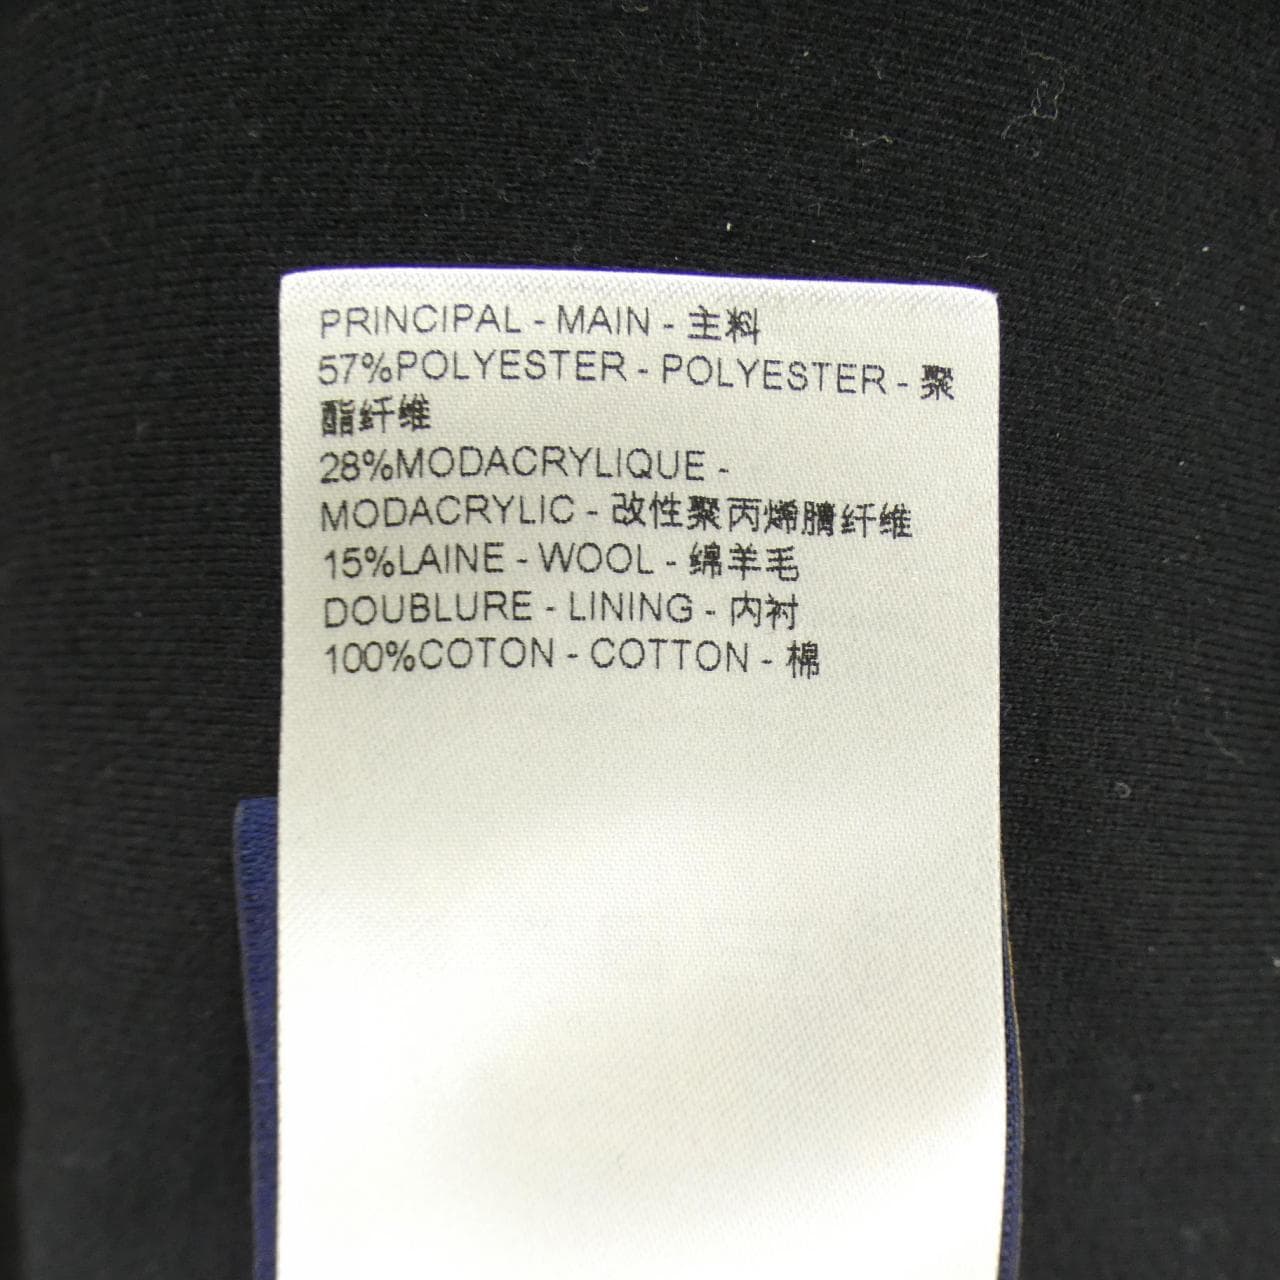 PRINCIPAL - MAIN - 主料
57%POLYESTER - POLYESTER - 聚
酯纤维
28%MODACRYLIQUE -
MODACRYLIC - 改性聚丙烯腈纤维
15%LAINE - WOOL - 绵羊毛
DOUBLURE - LINING - 内衬
100%COTON - COTTON - 棉